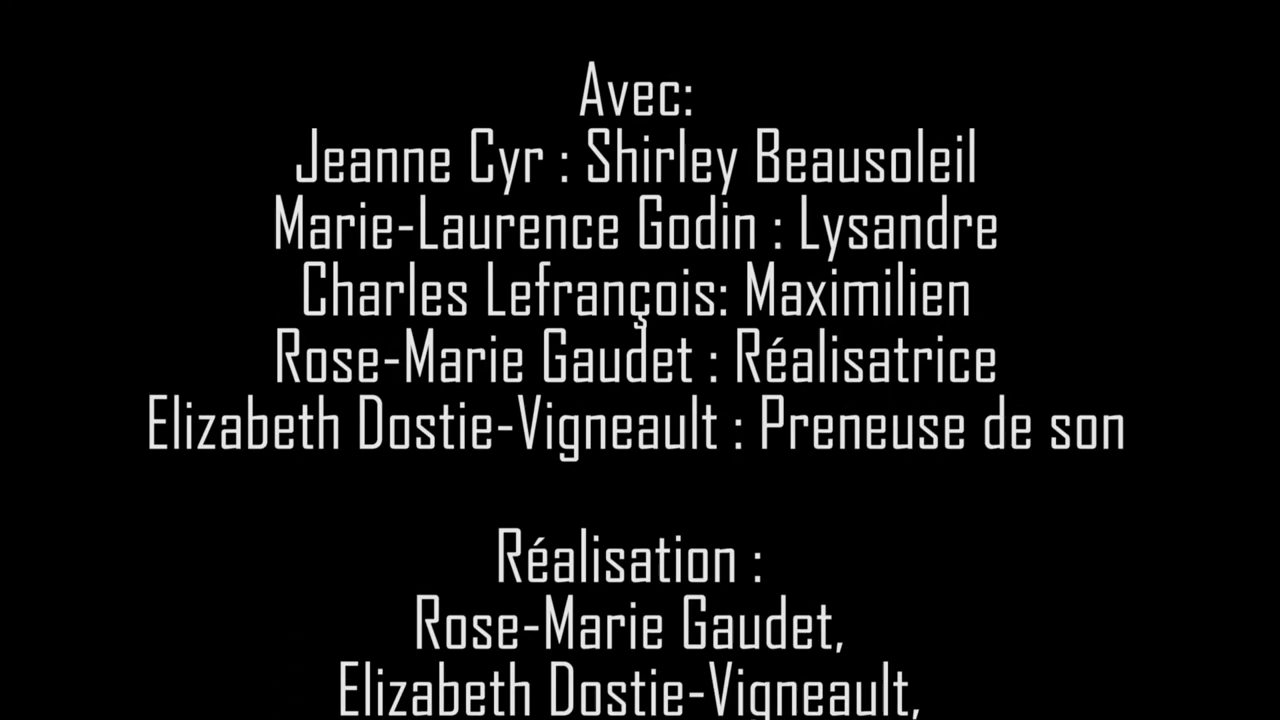 Avec:
Jeanne Cyr : Shirley Beausoleil
Marie-Laurence Godin : Lysandre
Charles Lefrançois: Maximilien
Rose-Marie Gaudet : Réalisatrice
Elizabeth Dostie-Vigneault : Preneuse de son
Réalisation :
Rose-Marie Gaudet,
Elizabeth Dostie-Vigneault,